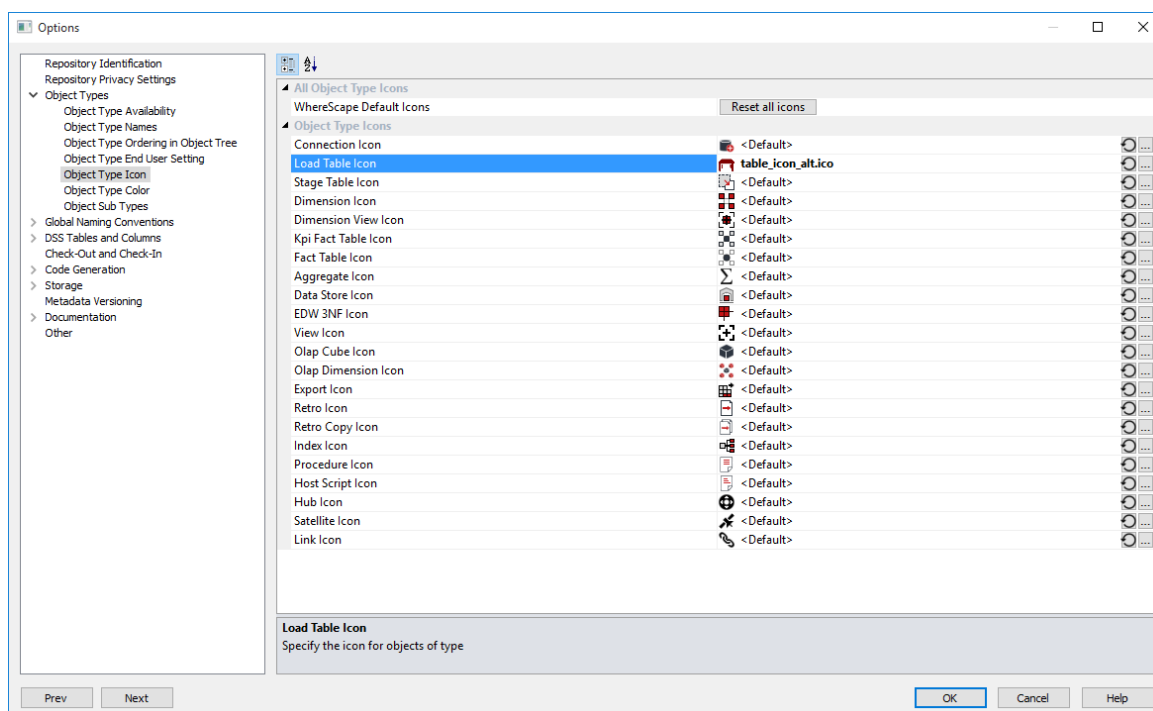 Options
Repository Identification
Repository Privacy Settings
Object Types
Object Type Availability
Object Type Names
Object Type Ordering in Object Tree
Object Type End User Setting
Object Type Icon
Object Type Color
Object Sub Types
Global Naming Conventions
DSS Tables and Columns
Check-Out and Check-In
Code Generation
Storage
Metadata Versioning
Documentation
Other
All Object Type Icons
WhereScape Default Icons Reset all icons
Object Type Icons
Connection Icon <Default> ...
Load Table Icon table_icon_alt.ico ...
Stage Table Icon <Default> ...
Dimension Icon <Default> ...
Dimension View Icon <Default> ...
Kpi Fact Table Icon <Default> ...
Fact Table Icon <Default> ...
Aggregate Icon <Default> ...
Data Store Icon <Default> ...
EDW 3NF Icon <Default> ...
View Icon <Default> ...
Olap Cube Icon <Default> ...
Olap Dimension Icon <Default> ...
Export Icon <Default> ...
Retro Icon <Default> ...
Retro Copy Icon <Default> ...
Index Icon <Default> ...
Procedure Icon <Default> ...
Host Script Icon <Default> ...
Hub Icon <Default> ...
Satellite Icon <Default> ...
Link Icon <Default> ...
Load Table Icon
Specify the icon for objects of type
Prev Next OK Cancel Help